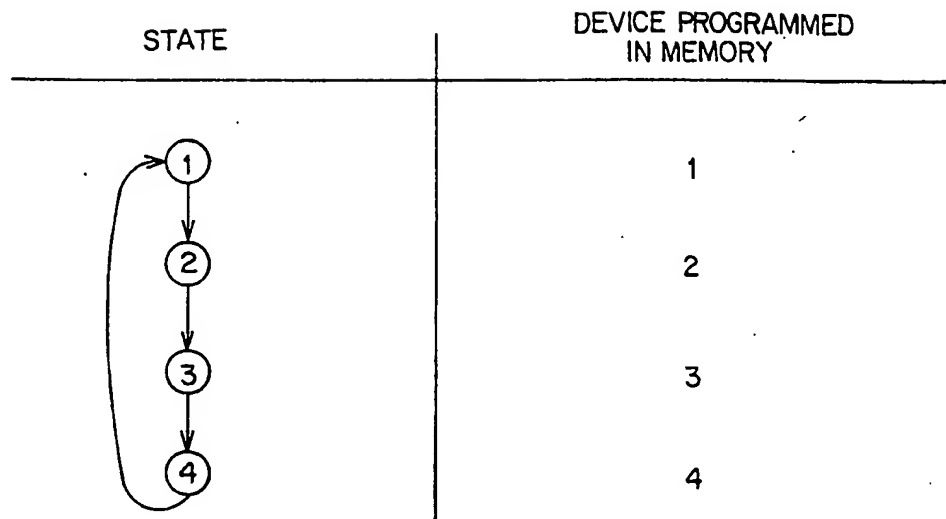 STATE
DEVICE PROGRAMMED
IN MEMORY
1 1
2 2
3 3
4 4